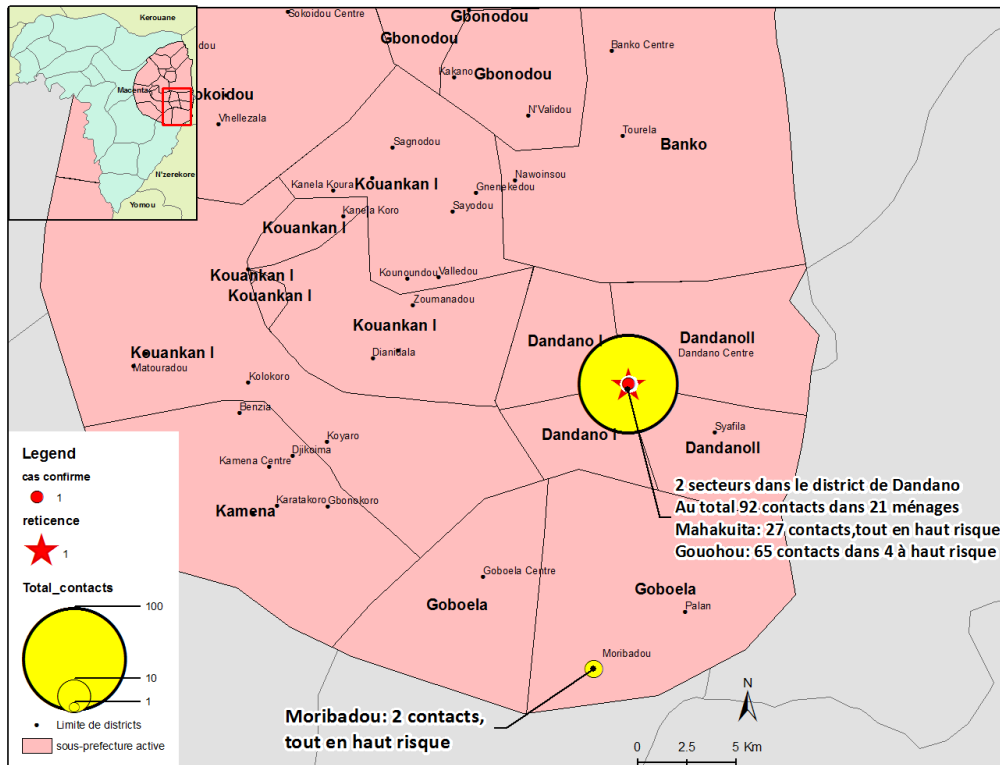 Kerouane
Macenta
N'zerekore
Yomou
Sokoidou Centre
Gbonodou
Gbonodou
Banko Centre
Kakano
Gbonodou
dou
okoidou
N'Validou
Vhellezala
Tourela
Banko
Sagnodou
Nawoinsou
Kanela Koura
Kouankan I
Gnenekedou
Kanela Koro
Sayodou
Kouankan I
Kouankan I
Kounoundou
Valledou
Kouankan I
Zoumanadou
Kouankan I
Dandano I
DandanoII
Kouankan I
Dianidala
Dandano Centre
Matouradou
Kolokoro
Benzia
Dandano I
Syafila
Koyaro
DandanoII
Djikoima
Kamena Centre
Karatakoro
Gbonokoro
Kamena
2 secteurs dans le district de Dandano
Au total 92 contacts dans 21 ménages
Mahakuita: 27 contacts,tout en haut risque
Gouohou: 65 contacts dans 4 à haut risque
Goboela Centre
Goboela
Goboela
Palan
Moribadou
Moribadou: 2 contacts,
tout en haut risque
Legend
cas confirme
1
reticence
1
Total_contacts
100
10
1
Limite de districts
sous-prefecture active
N
0 2.5 5 Km